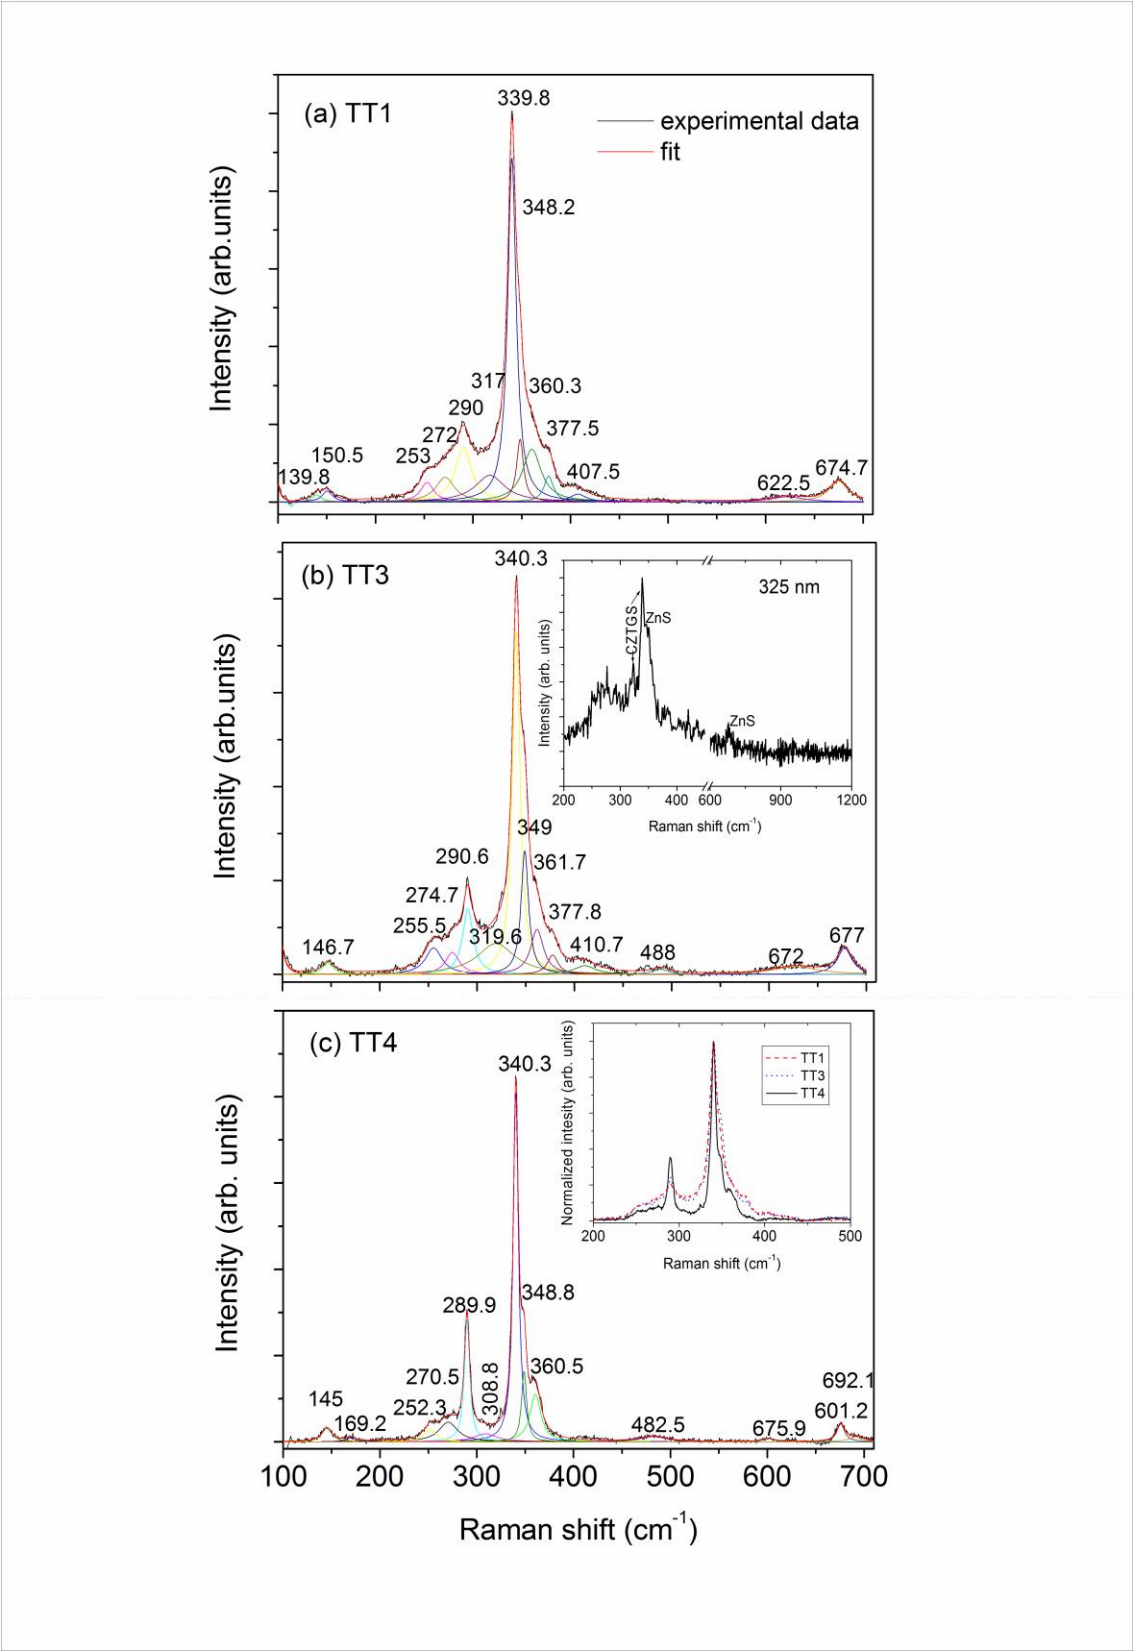 (a) TT1
339.8
experimental data
fit
348.2
317
360.3
290
272
377.5
253
150.5
407.5
139.8
622.5
674.7
Intensity (arb.units)
(b) TT3
340.3
325 nm
CZTGS
ZnS
ZnS
Intensity (arb. units)
200 300 400 600 900 1200
Raman shift (cm-1)
349
290.6
361.7
274.7
377.8
255.5
319.6
146.7
410.7
488
672
677
Intensity (arb.units)
(c) TT4
340.3
TT1
TT3
TT4
Normalized intesity (arb. units)
200 300 400 500
Raman shift (cm-1)
348.8
289.9
270.5
308.8
360.5
692.1
145
252.3
601.2
169.2
482.5
675.9
Intensity (arb. units)
100 200 300 400 500 600 700
Raman shift (cm-1)